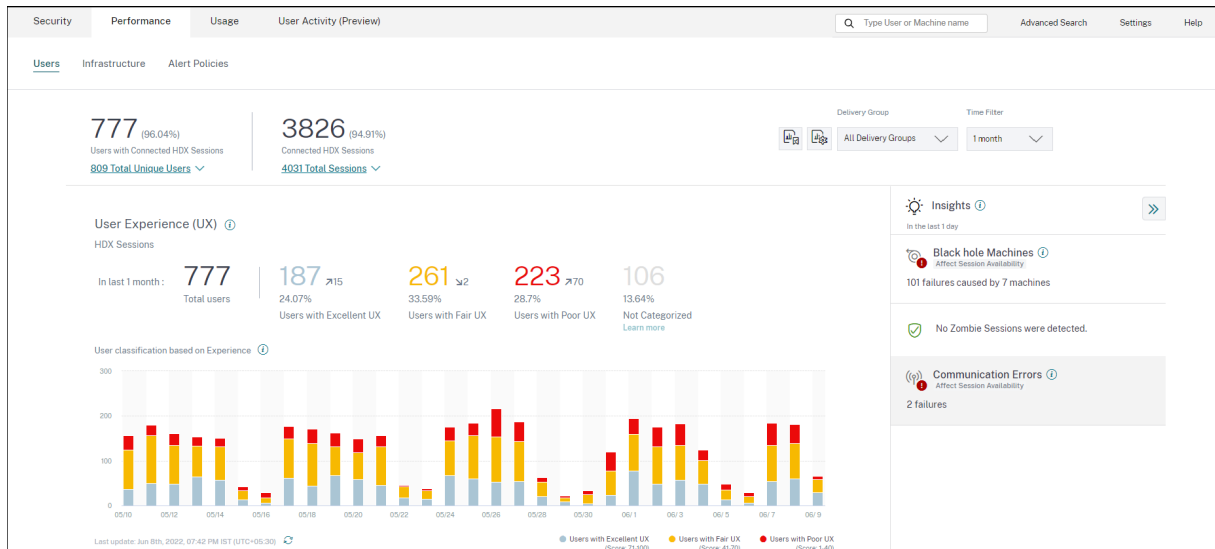 Security Performance Usage User Activity (Preview) Type User or Machine name Advanced Search Settings Help
Users Infrastructure Alert Policies
Delivery Group Time Filter
777 (96.04%) 3826 (94.91%)
All Delivery Groups 1 month
Users with Connected HDX Sessions Connected HDX Sessions
809 Total Unique Users 4031 Total Sessions
User Experience (UX)
HDX Sessions
In last 1 month : 777 187 15 261 2 223 70 106
Total users 24.07% 33.59% 28.7% 13.64%
Users with Excellent UX Users with Fair UX Users with Poor UX Not Categorized
Learn more
User classification based on Experience
300
200
100
0
05/10 05/12 05/14 05/16 05/18 05/20 05/22 05/24 05/26 05/28 05/30 06/1 06/3 06/5 06/7 06/9
Last update: Jun 8th, 2022, 07:42 PM IST (UTC+05:30)
Users with Excellent UX Users with Fair UX Users with Poor UX
(Score: 71-100) (Score: 41-70) (Score: 1-40)
Insights
In the last 1 day
Black hole Machines
Affect Session Availability
101 failures caused by 7 machines
No Zombie Sessions were detected.
Communication Errors
Affect Session Availability
2 failures